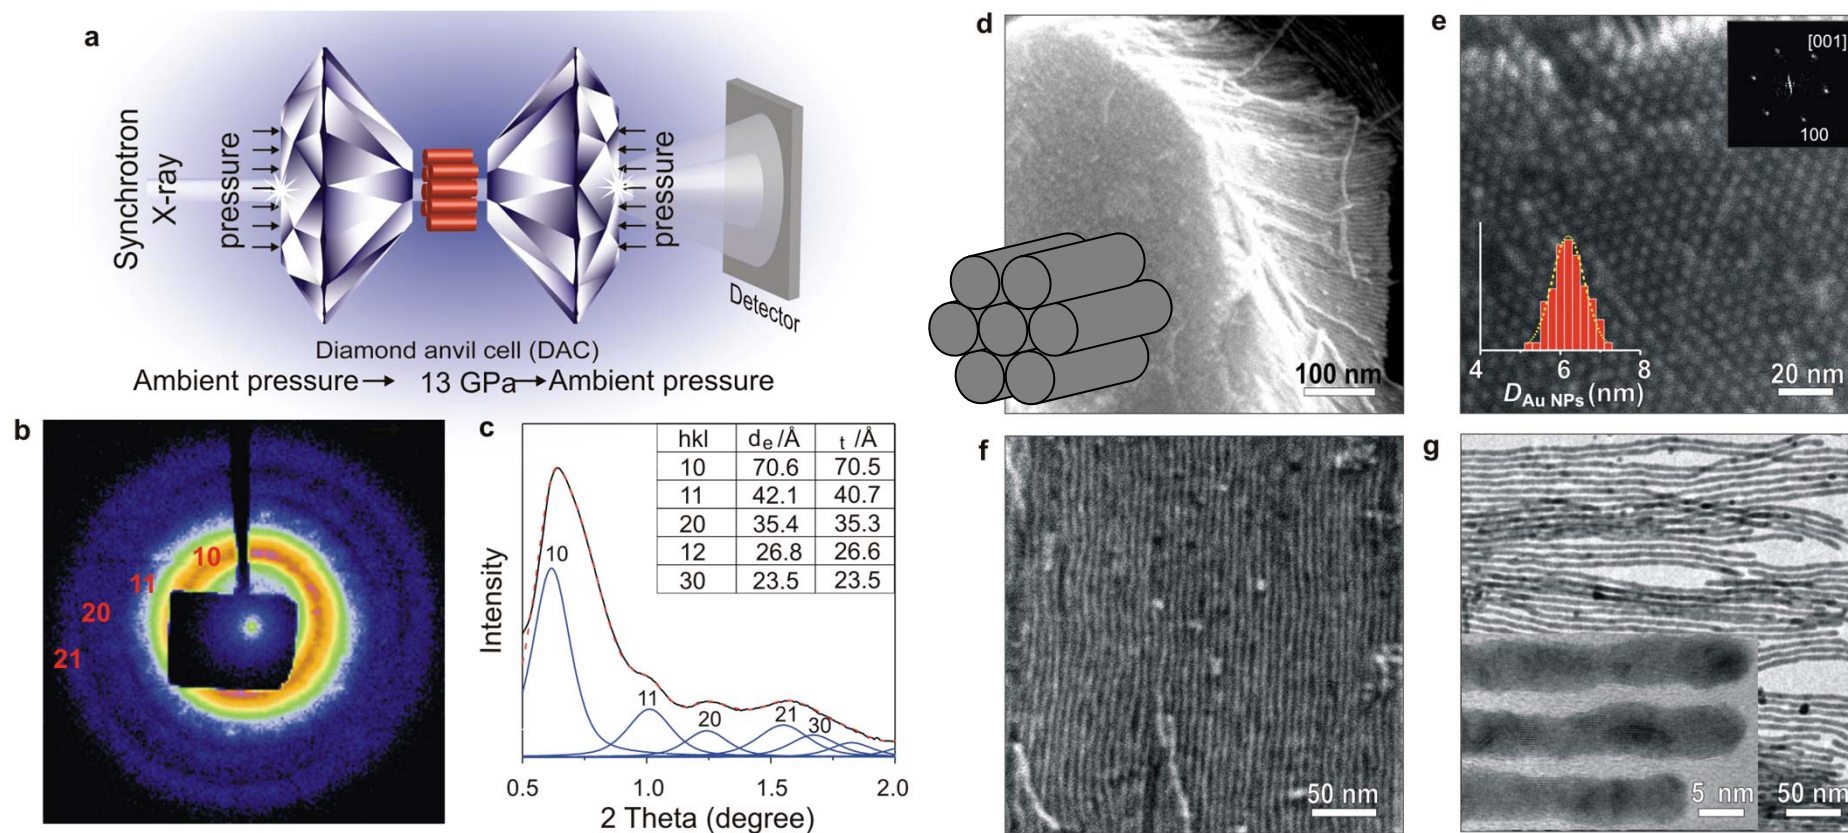 a
Synchrotron
X-ray
pressure
pressure
Detector
Diamond anvil cell (DAC)
Ambient pressure → 13 GPa → Ambient pressure
b
10
11
20
21
c
hkl de /Å t /Å
10 70.6 70.5
11 42.1 40.7
20 35.4 35.3
12 26.8 26.6
30 23.5 23.5
10
11
20
21
30
Intensity
0.5 1.0 1.5 2.0
2 Theta (degree)
d
100 nm
e
[001]
100
4 6 8
DAu NPs (nm)
20 nm
f
50 nm
g
5 nm
50 nm